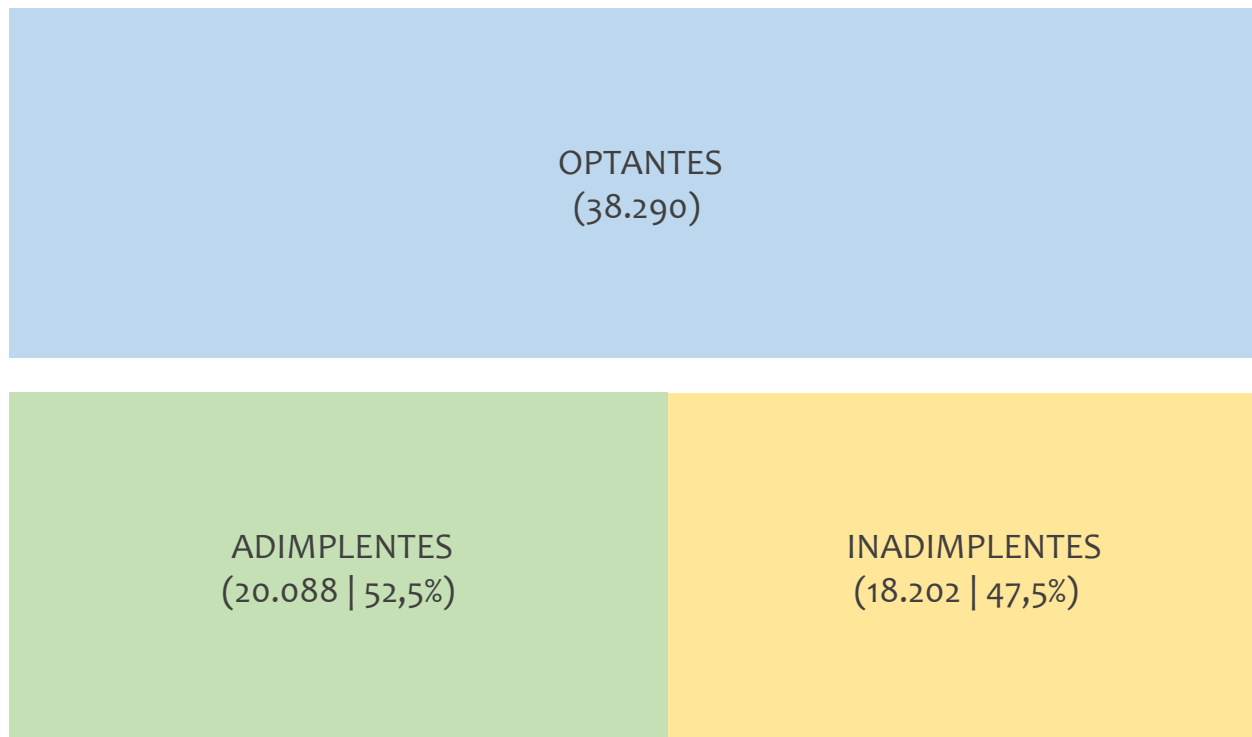 OPTANTES
(38.290)
ADIMPLENTES
(20.088 | 52,5%)
INADIMPLENTES
(18.202 | 47,5%)